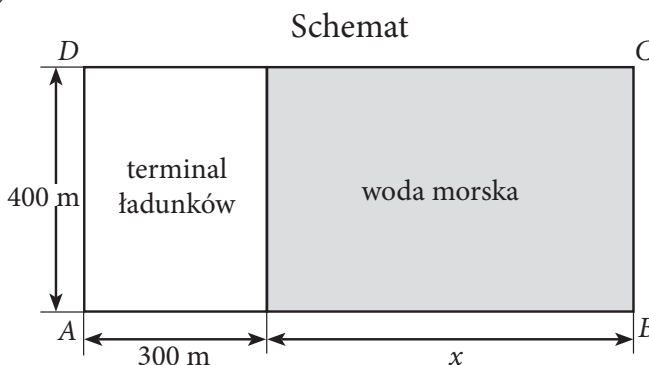 Schemat
D
C
400 m
terminal
ładunków
woda morska
A
B
300 m
x